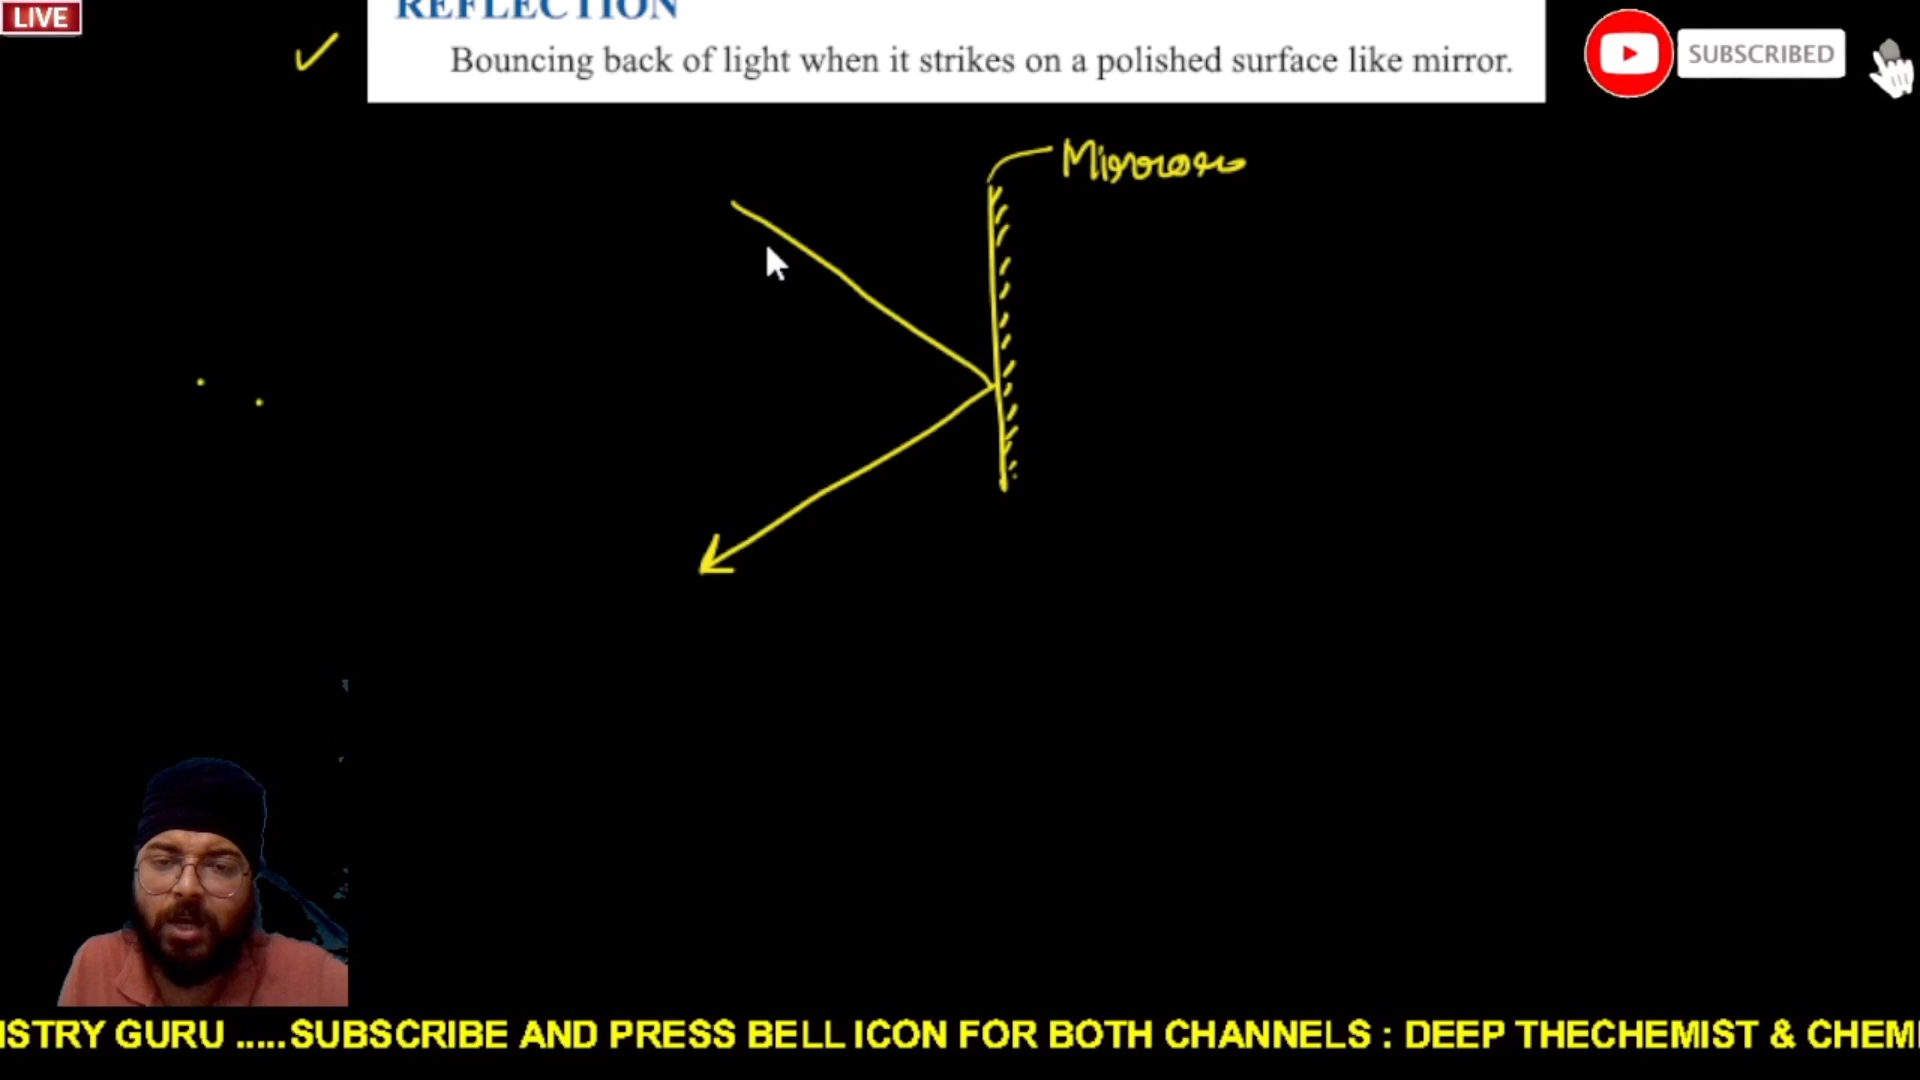 LIVE
REFLECTION
Bouncing back of light when it strikes on a polished surface like mirror.
SUBSCRIBED
Mirror
ISTRY GURU .....SUBSCRIBE AND PRESS BELL ICON FOR BOTH CHANNELS : DEEP THECHEMIST & CHEM